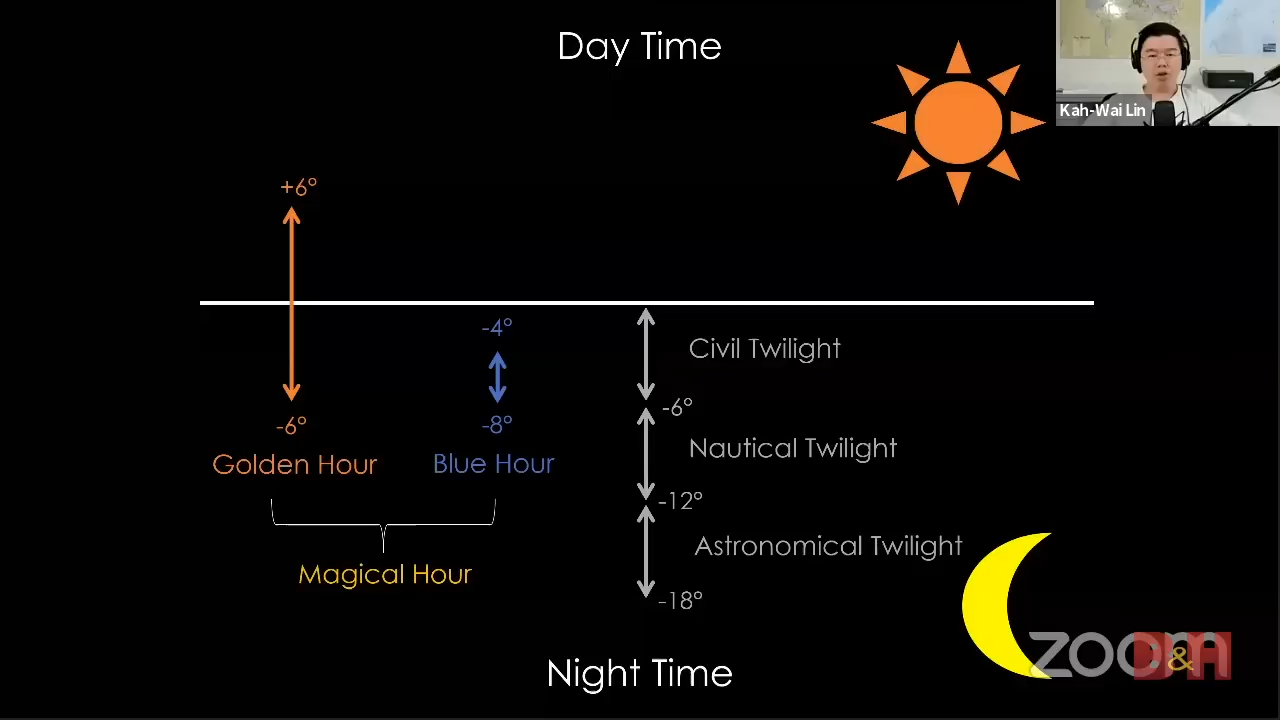 Day Time
Kah-Wai Lin
+6°
-4°
Civil Twilight
-6°
-6°
-8°
Golden Hour
Blue Hour
Nautical Twilight
-12°
Astronomical Twilight
Magical Hour
-18°
Night Time
zoom
&